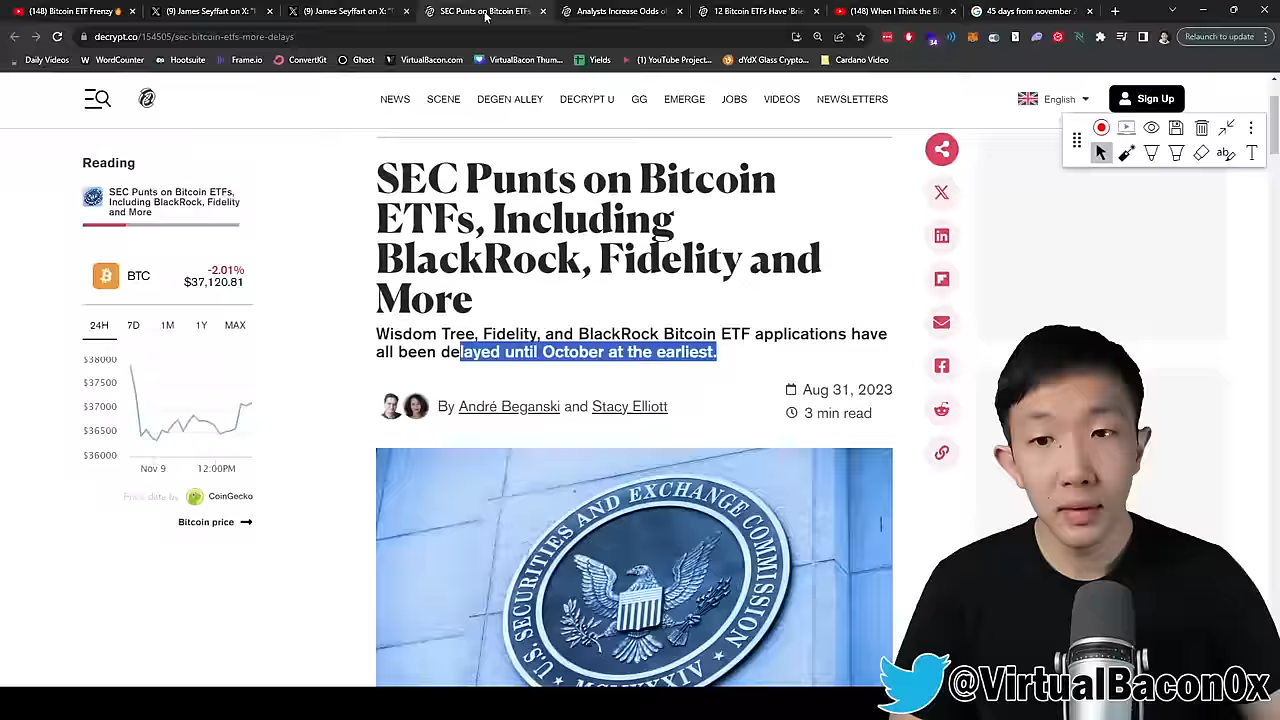 (148) Bitcoin ETF Frenzy
(9) James Seyffart on X: "I
(9) James Seyffart on X: "
SEC Punts on Bitcoin ETFs
Analysts Increase Odds o
12 Bitcoin ETFs Have 'Brie
(148) When I Think the Bi
45 days from november
decrypt.co/154505/sec-bitcoin-etfs-more-delays
34
Relaunch to update
Daily Videos
WordCounter
Hootsuite
Frame.io
ConvertKit
Ghost
VirtualBacon.com
VirtualBacon Thum...
Yields
(1) YouTube Project...
dYdX Glass Crypto...
Cardano Video
NEWS
SCENE
DEGEN ALLEY
DECRYPT U
GG
EMERGE
JOBS
VIDEOS
NEWSLETTERS
English
Sign Up
Reading
SEC Punts on Bitcoin ETFs,
Including BlackRock, Fidelity
and More
BTC
-2.01%
$37,120.81
24H
7D
1M
1Y
MAX
$38000
$37500
$37000
$36500
$36000
Nov 9
12:00PM
Price data by
CoinGecko
Bitcoin price
SEC Punts on Bitcoin
ETFs, Including
BlackRock, Fidelity and
More
Wisdom Tree, Fidelity, and BlackRock Bitcoin ETF applications have
all been delayed until October at the earliest.
By André Beganski and Stacy Elliott
Aug 31, 2023
3 min read
U.S. SECURITIES AND EXCHANGE COMMISSION
MCMXXXIV
@VirtualBacon0x